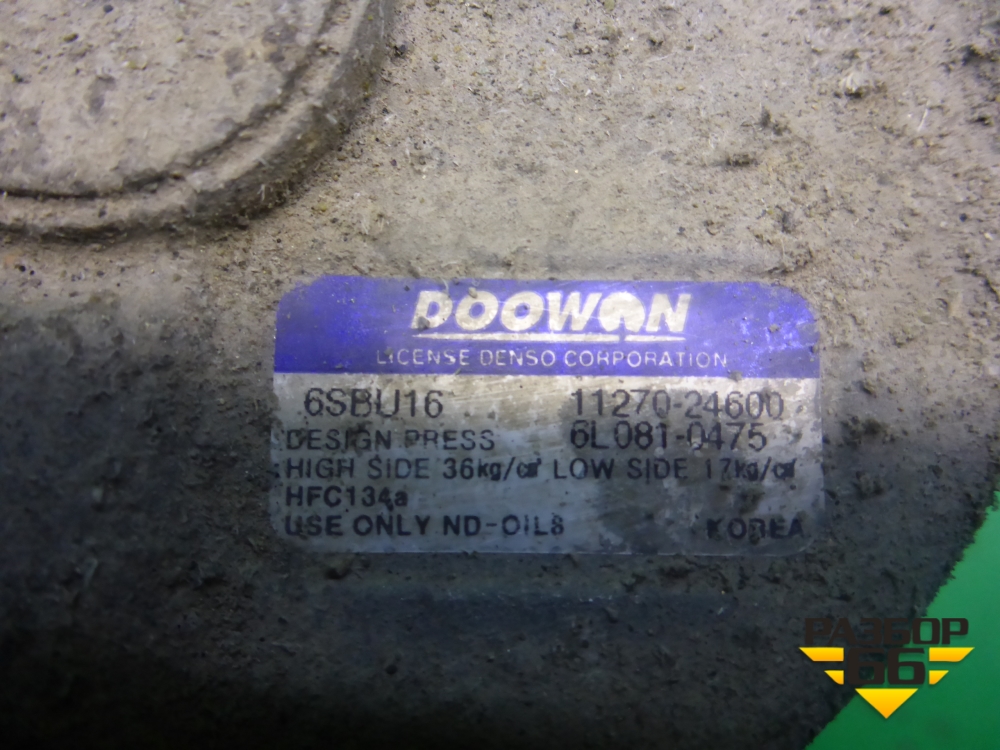 DOOWON
LICENSE DENSO CORPORATION
6SBU16 11270-24600
DESIGN PRESS 6L081-0475
HIGH SIDE 36kg/c㎡ LOW SIDE 17kg/c㎡
HFC134a
USE ONLY ND-OIL8 KOREA
РАЗБОР
66